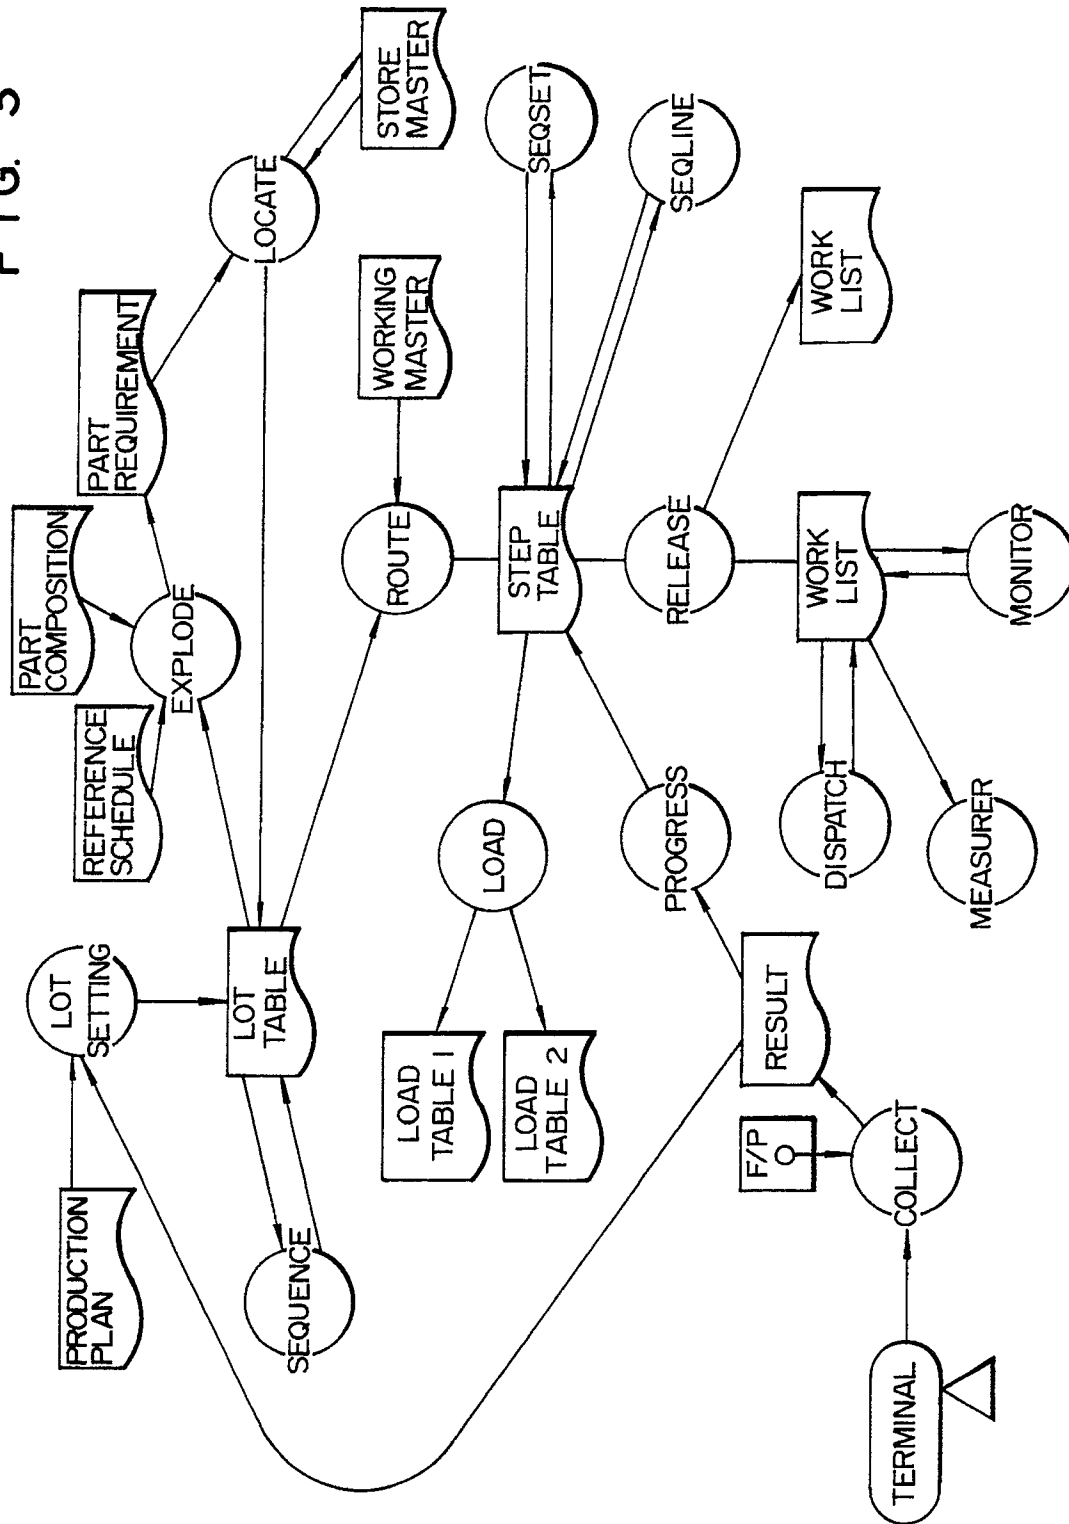 FIG. 3
PRODUCTION
PLAN
LOT
SETTING
REFERENCE
SCHEDULE
PART
COMPOSITION
PART
REQUIREMENT
EXPLODE
LOCATE
STORE
MASTER
SEQUENCE
LOT
TABLE
ROUTE
WORKING
MASTER
LOAD
TABLE 1
LOAD
TABLE 2
LOAD
STEP
TABLE
SEQSET
SEQLINE
PROGRESS
RELEASE
F/P
RESULT
WORK
LIST
WORK
LIST
DISPATCH
TERMINAL
COLLECT
MEASURER
MONITOR